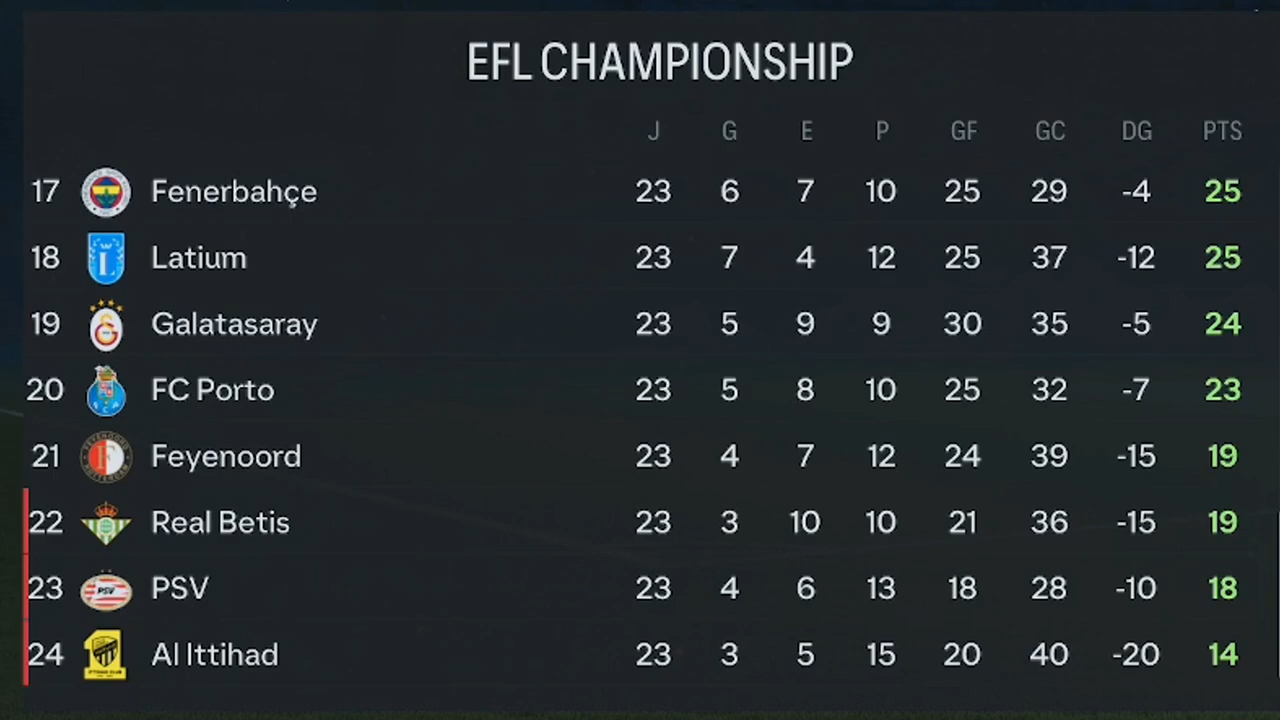 EFL CHAMPIONSHIP
J G E P GF GC DG PTS
17 Fenerbahçe 23 6 7 10 25 29 -4 25
18 Latium 23 7 4 12 25 37 -12 25
19 Galatasaray 23 5 9 9 30 35 -5 24
20 FC Porto 23 5 8 10 25 32 -7 23
21 Feyenoord 23 4 7 12 24 39 -15 19
22 Real Betis 23 3 10 10 21 36 -15 19
23 PSV 23 4 6 13 18 28 -10 18
24 Al Ittihad 23 3 5 15 20 40 -20 14